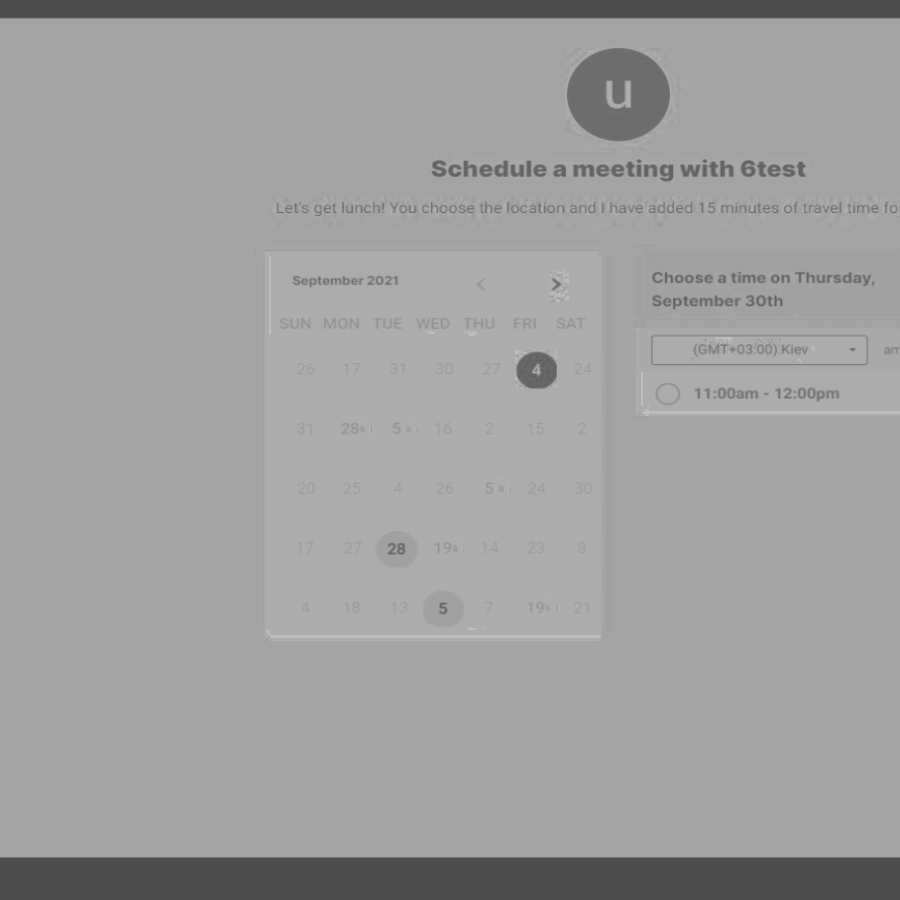 u
Schedule a meeting with 6test
Let's get lunch! You choose the location and I have added 15 minutes of travel time fo
September 2021 < >
SUN MON TUE WED THU FRI SAT
26 17 31 30 27 4 24
31 28 5 16 2 15 2
20 25 4 26 5 24 30
17 27 28 19 14 23 8
4 18 13 5 7 19 21
Choose a time on Thursday,
September 30th
(GMT+03:00) Kiev am
11:00am - 12:00pm